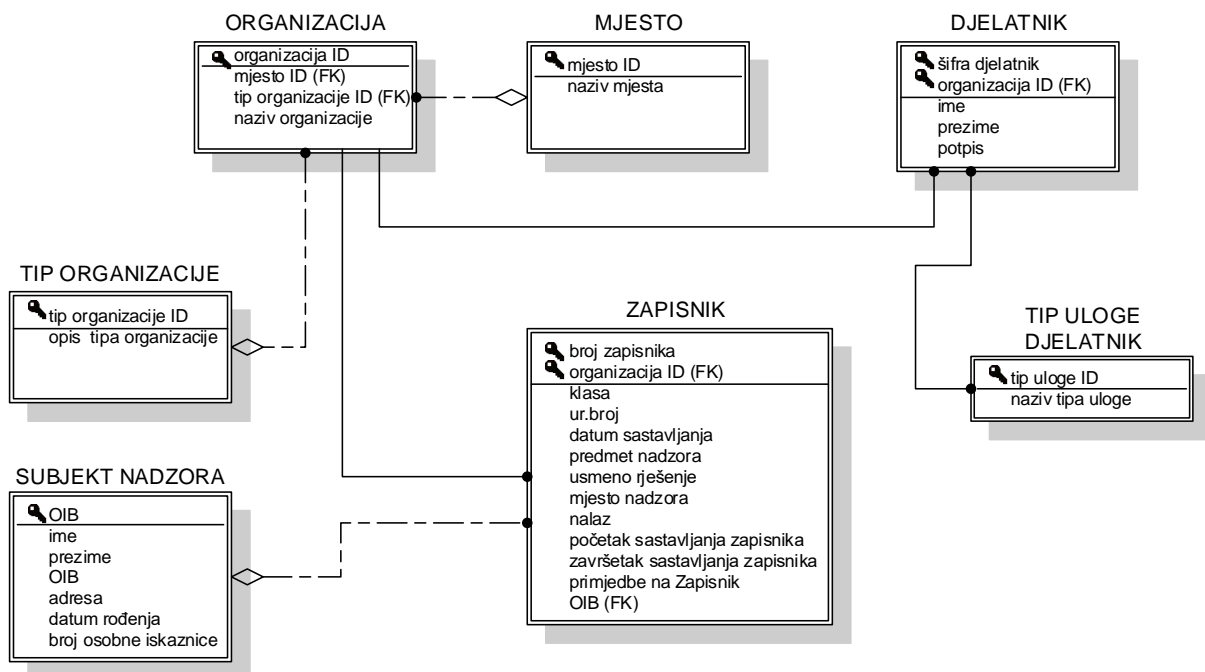 ORGANIZACIJA
organizacija ID
mjesto ID (FK)
tip organizacije ID (FK)
naziv organizacije
MJESTO
mjesto ID
naziv mjesta
DJELATNIK
šifra djelatnik
organizacija ID (FK)
ime
prezime
potpis
TIP ORGANIZACIJE
tip organizacije ID
opis tipa organizacije
ZAPISNIK
broj zapisnika
organizacija ID (FK)
klasa
ur.broj
datum sastavljanja
predmet nadzora
usmeno rješenje
mjesto nadzora
nalaz
početak sastavljanja zapisnika
završetak sastavljanja zapisnika
primjedbe na Zapisnik
OIB (FK)
TIP ULOGE
DJELATNIK
tip uloge ID
naziv tipa uloge
SUBJEKT NADZORA
OIB
ime
prezime
OIB
adresa
datum rođenja
broj osobne iskaznice